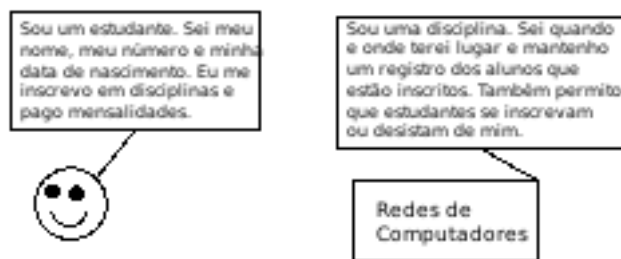 Sou um estudante. Sei meu
nome, meu número e minha
data de nascimento. Eu me
inscrevo em disciplinas e
pago mensalidades.
Sou uma disciplina. Sei quando
e onde terei lugar e mantenho
um registro dos alunos que
estão inscritos. Também permito
que estudantes se inscrevam
ou desistam de mim.
Redes de
Computadores